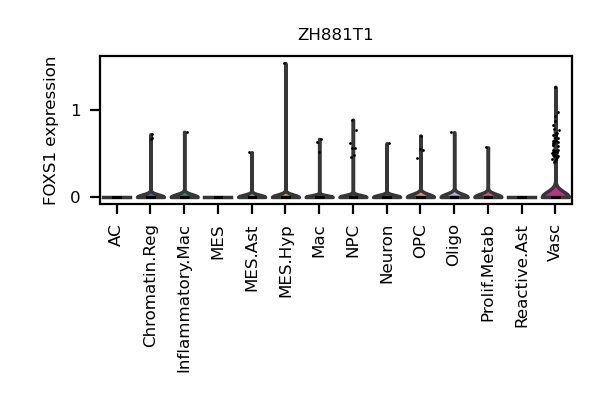 ZH881T1
FOXS1 expression
1
0
AC
Chromatin.Reg
Inflammatory.Mac
MES
MES.Ast
MES.Hyp
Mac
NPC
Neuron
OPC
Oligo
Prolif.Metab
Reactive.Ast
Vasc